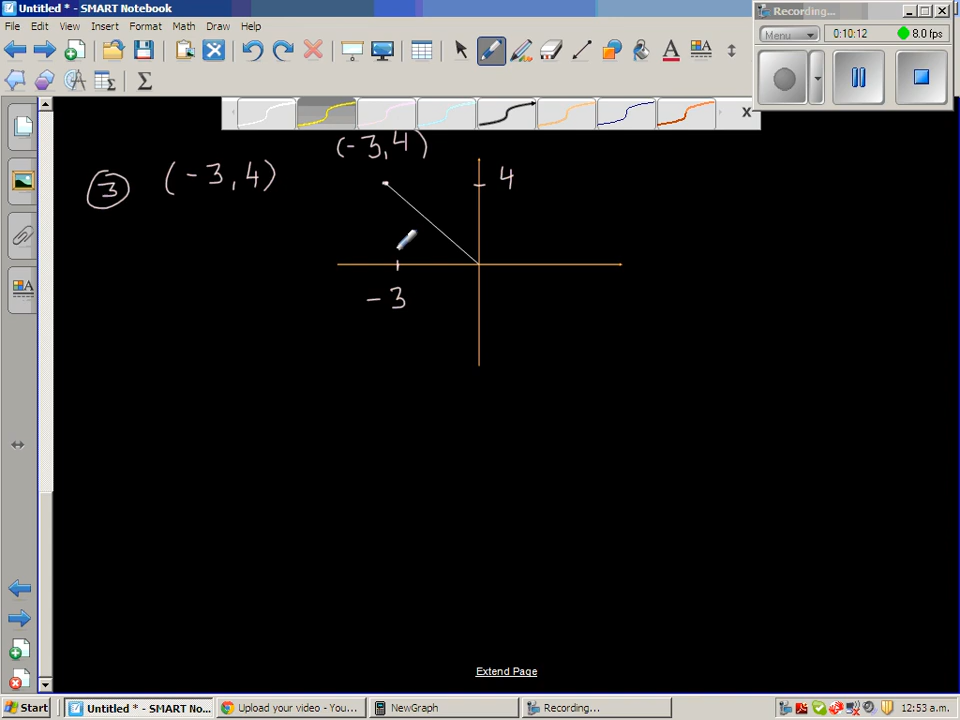 Untitled * - SMART Notebook
Recording...
File Edit View Insert Format Math Draw Help
Menu 0:10:12 8.0 fps
(-3,4)
③ (-3,4)
4
-3
Extend Page
Start Untitled * - SMART No... Upload your video - You... NewGraph Recording... 12:53 a.m.